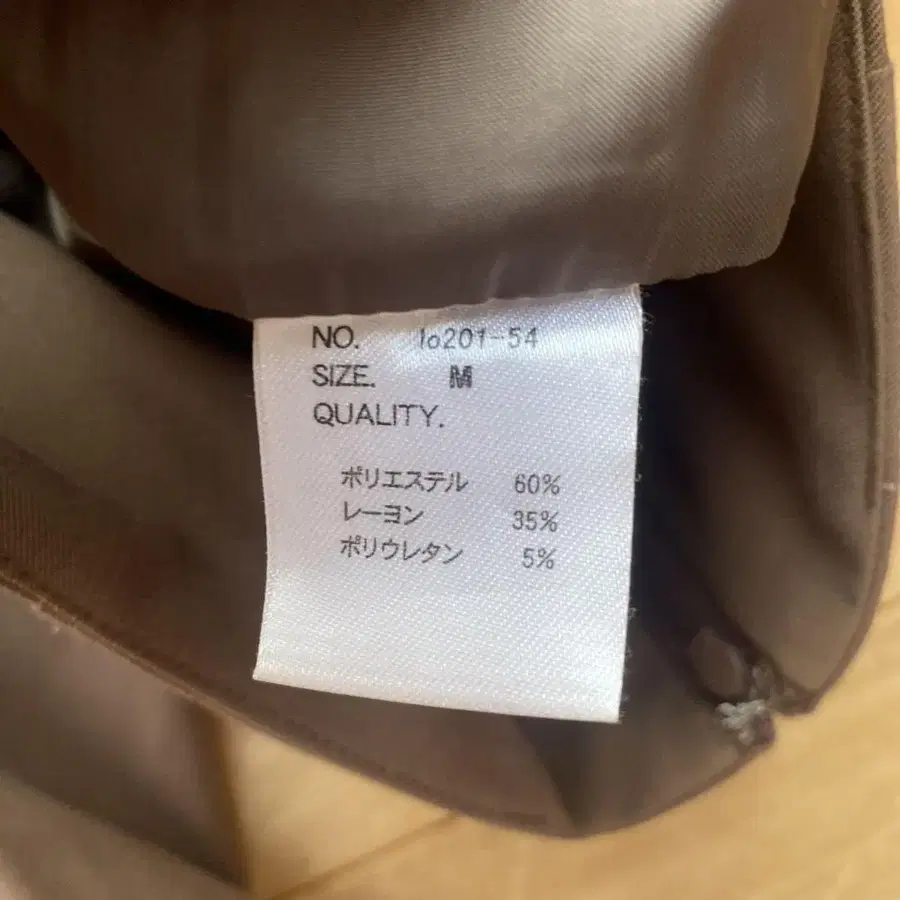 NO. lo201-54
SIZE. M
QUALITY.
ポリエステル 60%
レーヨン 35%
ポリウレタン 5%